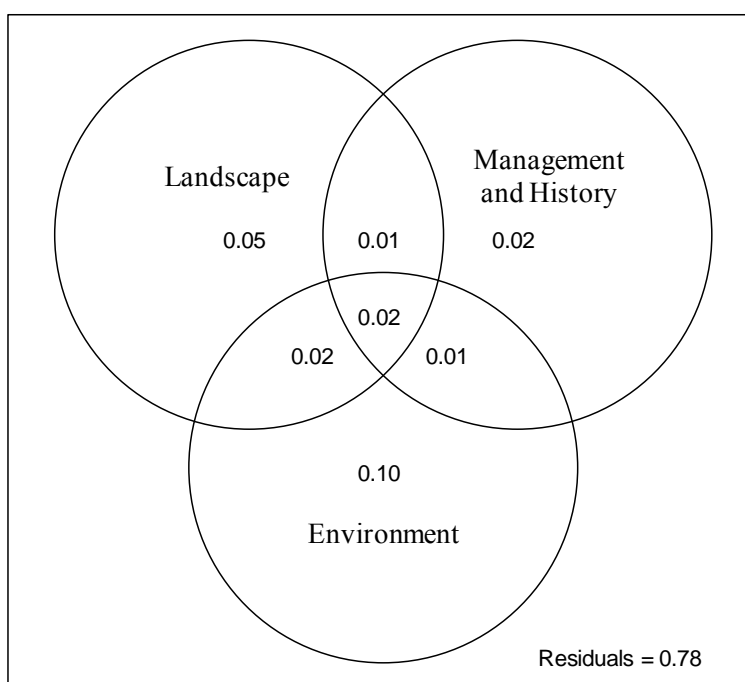 Landscape
Management
and History
0.05
0.01
0.02
0.02
0.02
0.01
0.10
Environment
Residuals = 0.78